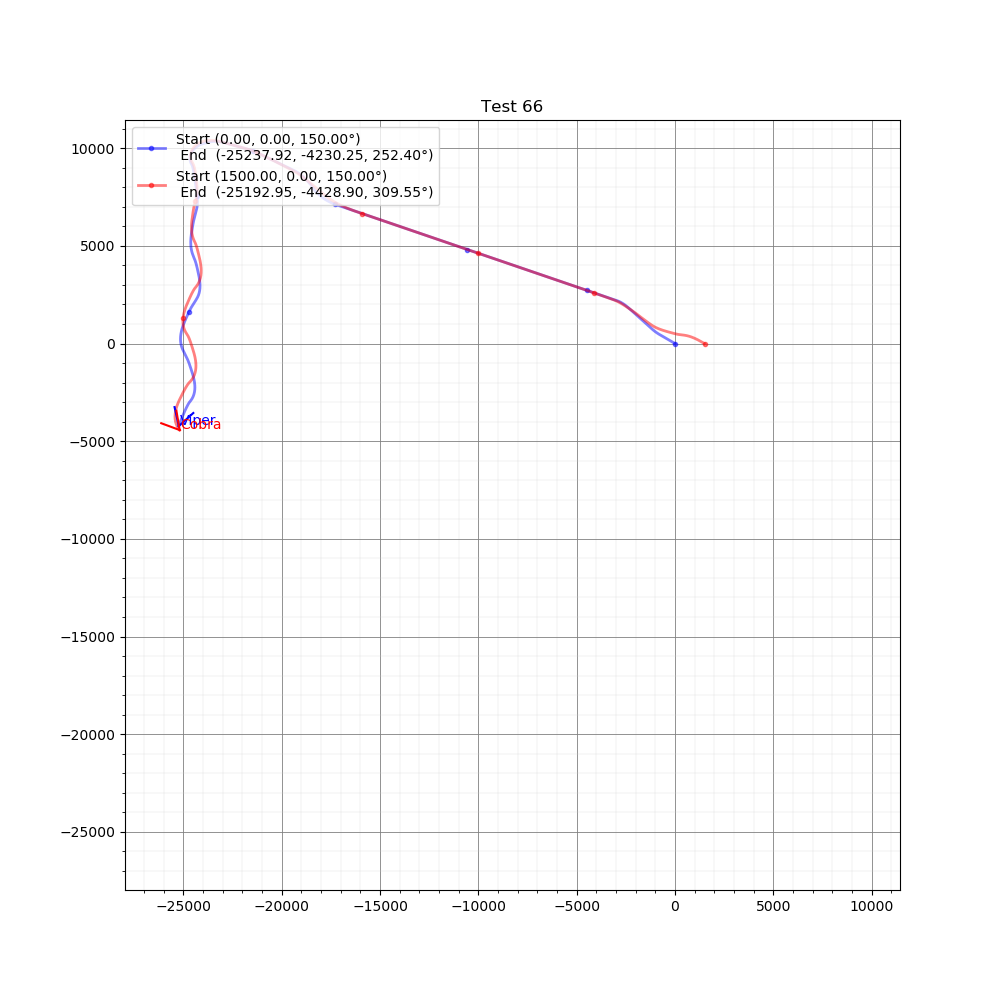 Test 66
Start (0.00, 0.00, 150.00°)
End (-25237.92, -4230.25, 252.40°)
Start (1500.00, 0.00, 150.00°)
End (-25192.95, -4428.90, 309.55°)
10000
5000
0
−5000
−10000
−15000
−20000
−25000
Viper
Cobra
−25000
−20000
−15000
−10000
−5000
0
5000
10000